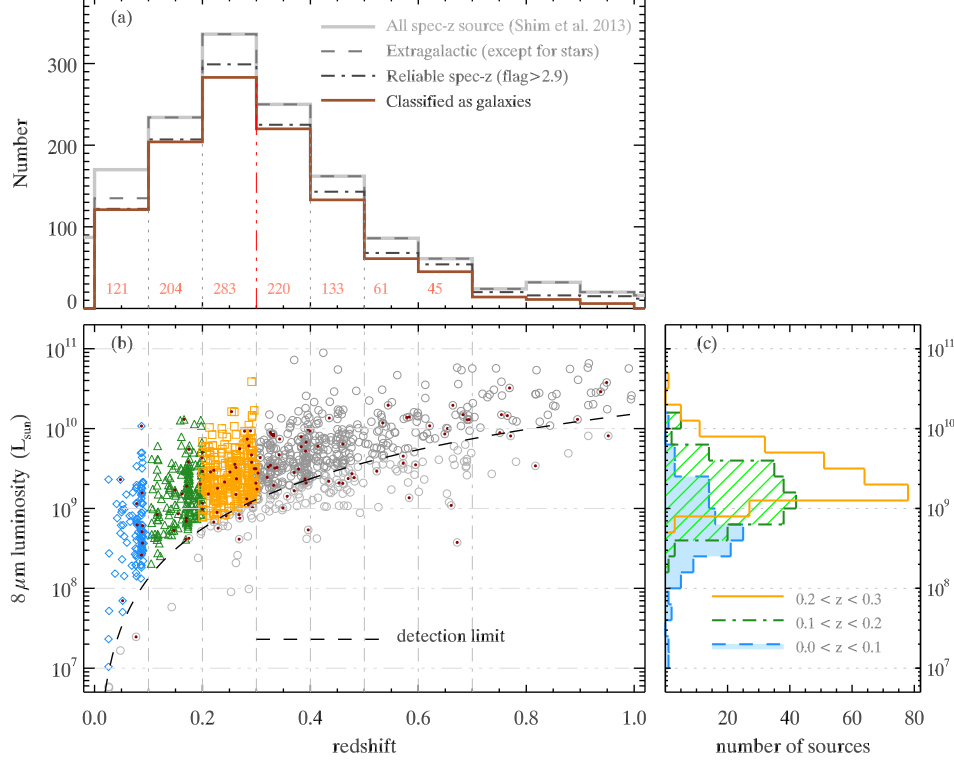 (a)
All spec-z source (Shim et al. 2013)
Extragalactic (except for stars)
Reliable spec-z (flag>2.9)
Classified as galaxies
Number
300
200
100
0
121 204 283 220 133 61 45
(b)
8 μm luminosity (L_sun)
10^11
10^10
10^9
10^8
10^7
detection limit
0.0 0.2 0.4 0.6 0.8 1.0
redshift
(c)
10^11
10^10
10^9
10^8
10^7
0.2 < z < 0.3
0.1 < z < 0.2
0.0 < z < 0.1
20 40 60 80
number of sources